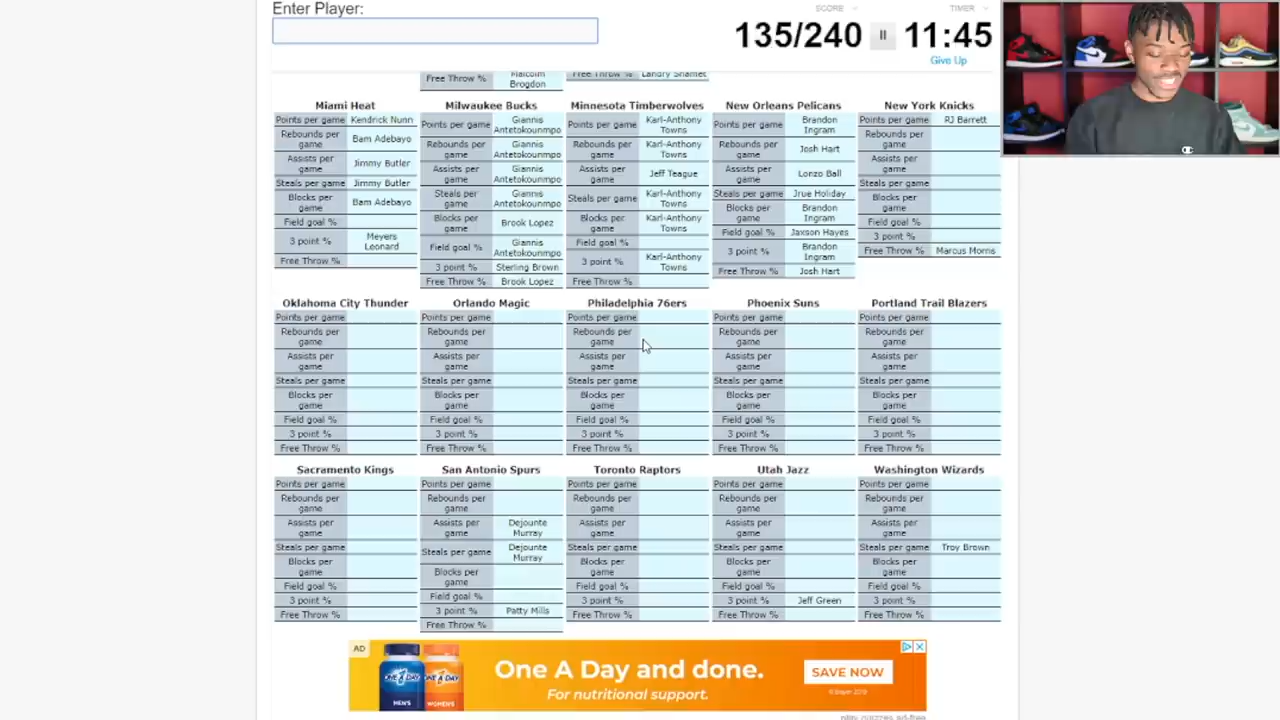 Enter Player:
SCORE
TIMER
135/240
11:45
Give Up
Free Throw % Malcolm Brogdon
Free Throw % Landry Shamet
Miami Heat
Points per game Kendrick Nunn
Rebounds per game Bam Adebayo
Assists per game Jimmy Butler
Steals per game Jimmy Butler
Blocks per game Bam Adebayo
Field goal %
3 point % Meyers Leonard
Free Throw %
Milwaukee Bucks
Points per game Giannis Antetokounmpo
Rebounds per game Giannis Antetokounmpo
Assists per game Giannis Antetokounmpo
Steals per game Giannis Antetokounmpo
Blocks per game Brook Lopez
Field goal % Giannis Antetokounmpo
3 point % Sterling Brown
Free Throw % Brook Lopez
Minnesota Timberwolves
Points per game Karl-Anthony Towns
Rebounds per game Karl-Anthony Towns
Assists per game Jeff Teague
Steals per game Karl-Anthony Towns
Blocks per game Karl-Anthony Towns
Field goal %
3 point % Karl-Anthony Towns
Free Throw %
New Orleans Pelicans
Points per game Brandon Ingram
Rebounds per game Josh Hart
Assists per game Lonzo Ball
Steals per game Jrue Holiday
Blocks per game Brandon Ingram
Field goal % Jaxson Hayes
3 point % Brandon Ingram
Free Throw % Josh Hart
New York Knicks
Points per game RJ Barrett
Rebounds per game
Assists per game
Steals per game
Blocks per game
Field goal %
3 point %
Free Throw % Marcus Morris
Oklahoma City Thunder
Points per game
Rebounds per game
Assists per game
Steals per game
Blocks per game
Field goal %
3 point %
Free Throw %
Orlando Magic
Points per game
Rebounds per game
Assists per game
Steals per game
Blocks per game
Field goal %
3 point %
Free Throw %
Philadelphia 76ers
Points per game
Rebounds per game
Assists per game
Steals per game
Blocks per game
Field goal %
3 point %
Free Throw %
Phoenix Suns
Points per game
Rebounds per game
Assists per game
Steals per game
Blocks per game
Field goal %
3 point %
Free Throw %
Portland Trail Blazers
Points per game
Rebounds per game
Assists per game
Steals per game
Blocks per game
Field goal %
3 point %
Free Throw %
Sacramento Kings
Points per game
Rebounds per game
Assists per game
Steals per game
Blocks per game
Field goal %
3 point %
Free Throw %
San Antonio Spurs
Points per game
Rebounds per game
Assists per game Dejounte Murray
Steals per game Dejounte Murray
Blocks per game
Field goal %
3 point % Patty Mills
Free Throw %
Toronto Raptors
Points per game
Rebounds per game
Assists per game
Steals per game
Blocks per game
Field goal %
3 point %
Free Throw %
Utah Jazz
Points per game
Rebounds per game
Assists per game
Steals per game
Blocks per game
Field goal %
3 point % Jeff Green
Free Throw %
Washington Wizards
Points per game
Rebounds per game
Assists per game
Steals per game Troy Brown
Blocks per game
Field goal %
3 point %
Free Throw %
AD
ONE A DAY
MEN'S
ONE A DAY
WOMEN'S
One A Day and done.
For nutritional support.
SAVE NOW
© Bayer 2019
play quizzes ad-free